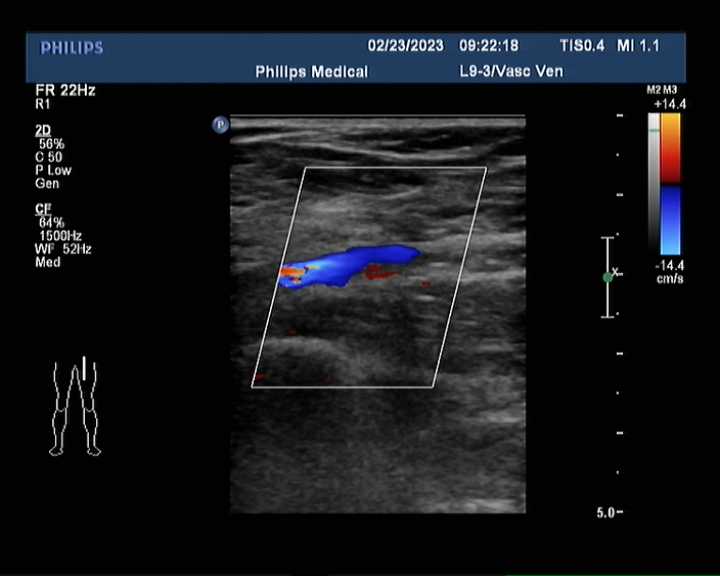 PHILIPS
02/23/2023 09:22:18 TIS0.4 MI 1.1
Philips Medical L9-3/Vasc Ven
FR 22Hz
R1
2D
56%
C 50
P Low
Gen
CF
64%
1500Hz
WF 52Hz
Med
P
M2 M3
+14.4
-14.4
cm/s
x
5.0